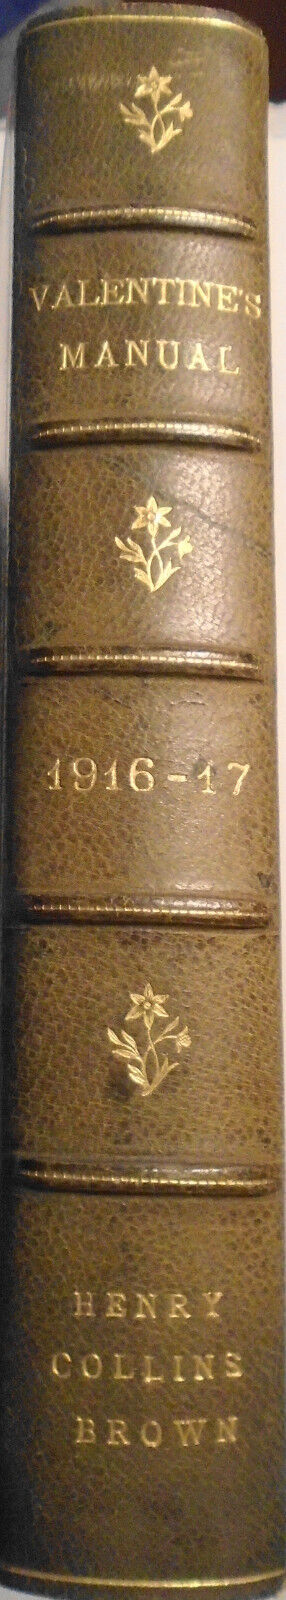 VALENTINE'S
MANUAL
1916-17
HENRY
COLLINS
BROWN